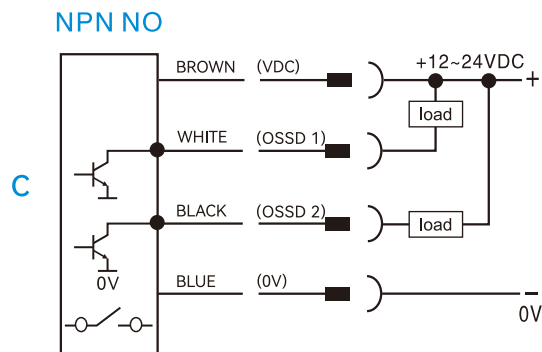 NPN NO
+12~24VDC
BROWN (VDC)
+
load
WHITE (OSSD 1)
C
BLACK (OSSD 2)
load
0V
BLUE (0V)
−
0V